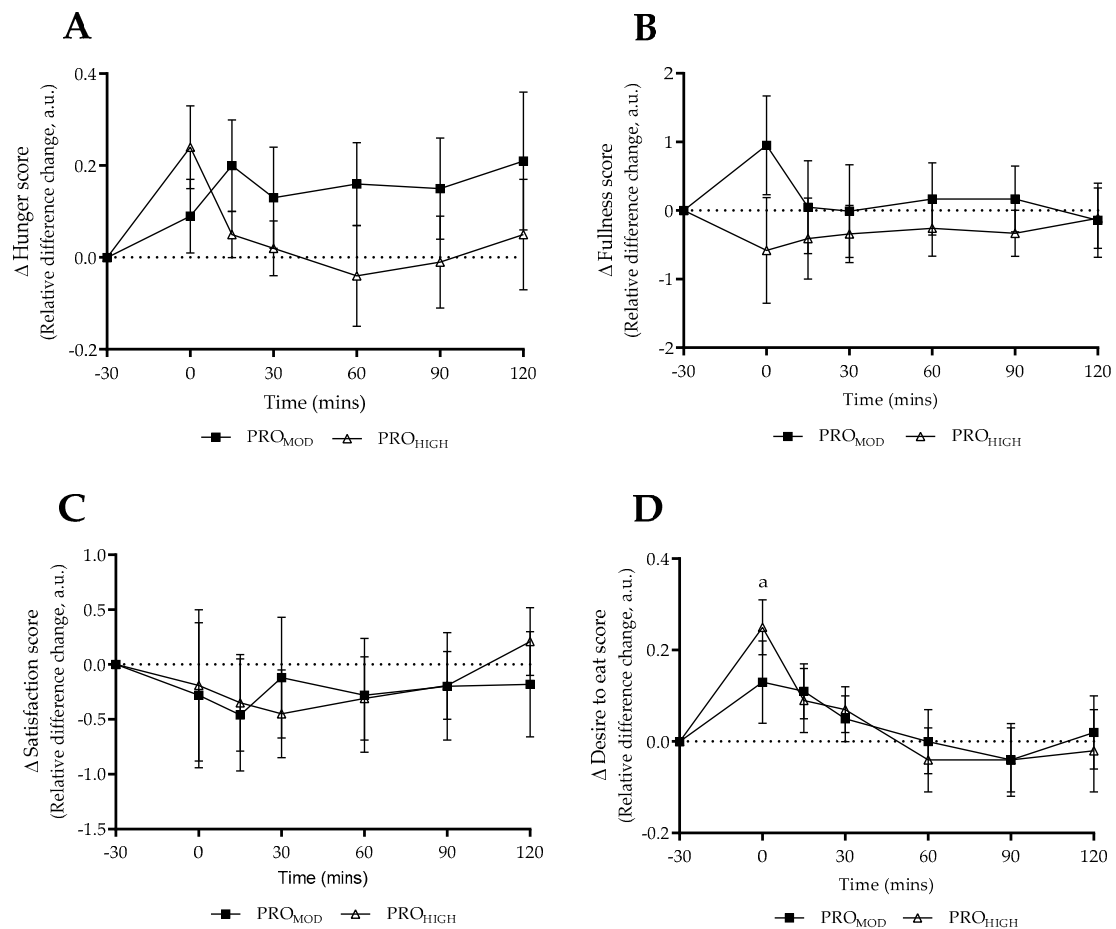 A
Δ Hunger score
(Relative difference change, a.u.)
0.4
0.2
0.0
-0.2
-30 0 30 60 90 120
Time (mins)
PROMOD PROHIGH
B
Δ Fullness score
(Relative difference change, a.u.)
2
1
0
-1
-2
-30 0 30 60 90 120
Time (mins)
PROMOD PROHIGH
C
Δ Satisfaction score
(Relative difference change, a.u.)
1.0
0.5
0.0
-0.5
-1.0
-1.5
-30 0 30 60 90 120
Time (mins)
PROMOD PROHIGH
D
Δ Desire to eat score
(Relative difference change, a.u.)
0.4
a
0.2
0.0
-0.2
-30 0 30 60 90 120
Time (mins)
PROMOD PROHIGH